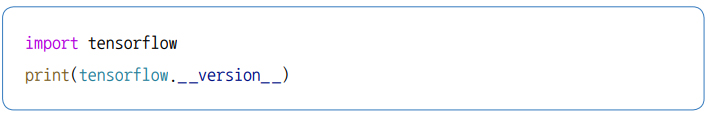 import tensorflow
print(tensorflow.__version__)